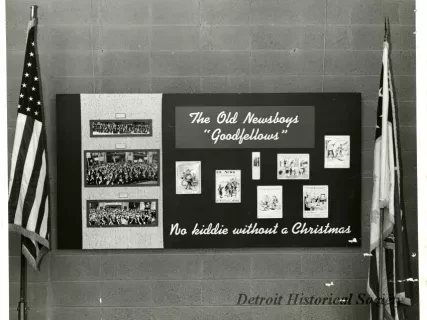 The Old Newsboys
"Goodfellows"
No kiddie without a Christmas
Detroit Historical Society